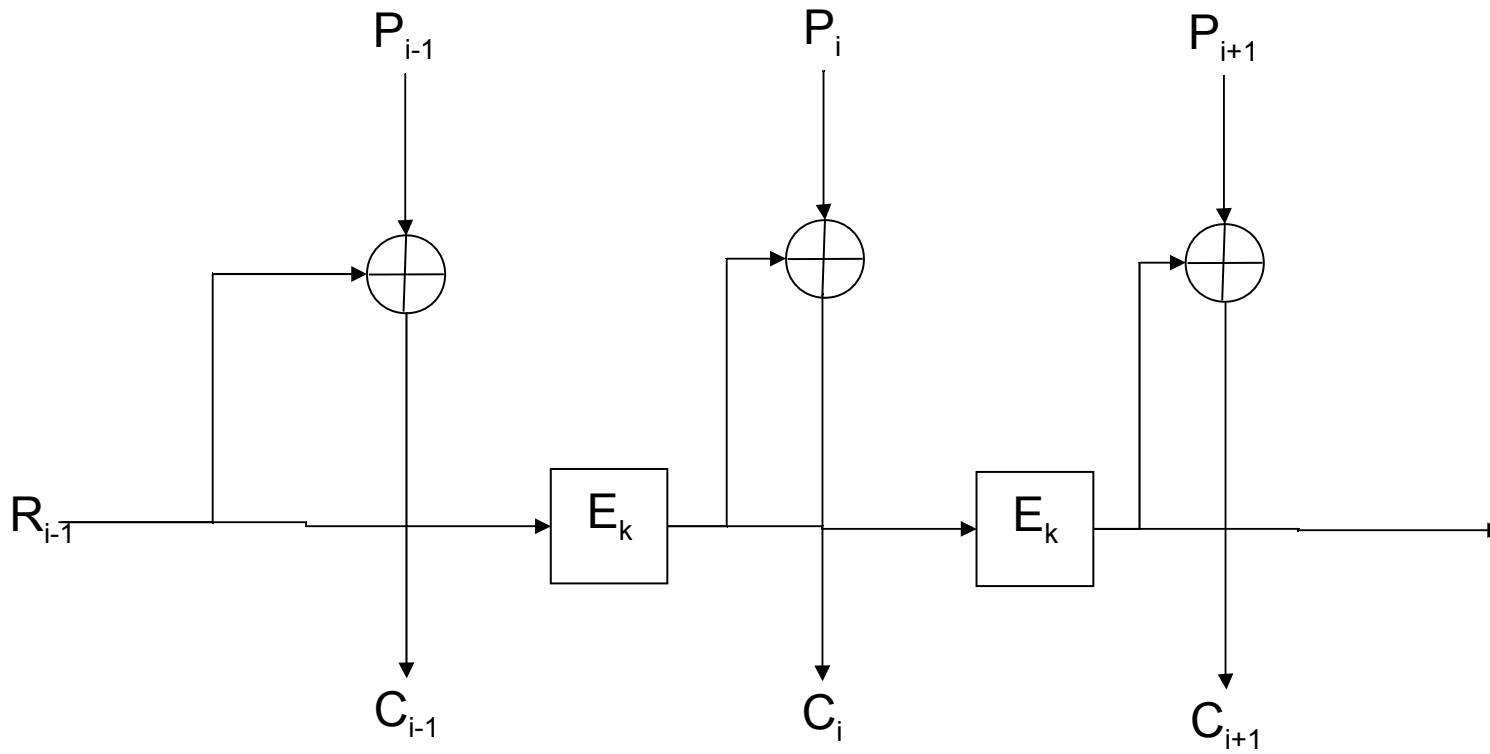 P_{i-1} P_i P_{i+1}
R_{i-1} E_k E_k
C_{i-1} C_i C_{i+1}